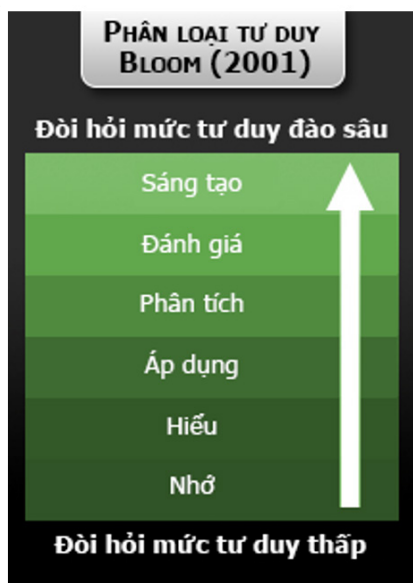 PHÂN LOẠI TƯ DUY
BLOOM (2001)
Đòi hỏi mức tư duy đào sâu
Sáng tạo
Đánh giá
Phân tích
Áp dụng
Hiểu
Nhớ
Đòi hỏi mức tư duy thấp